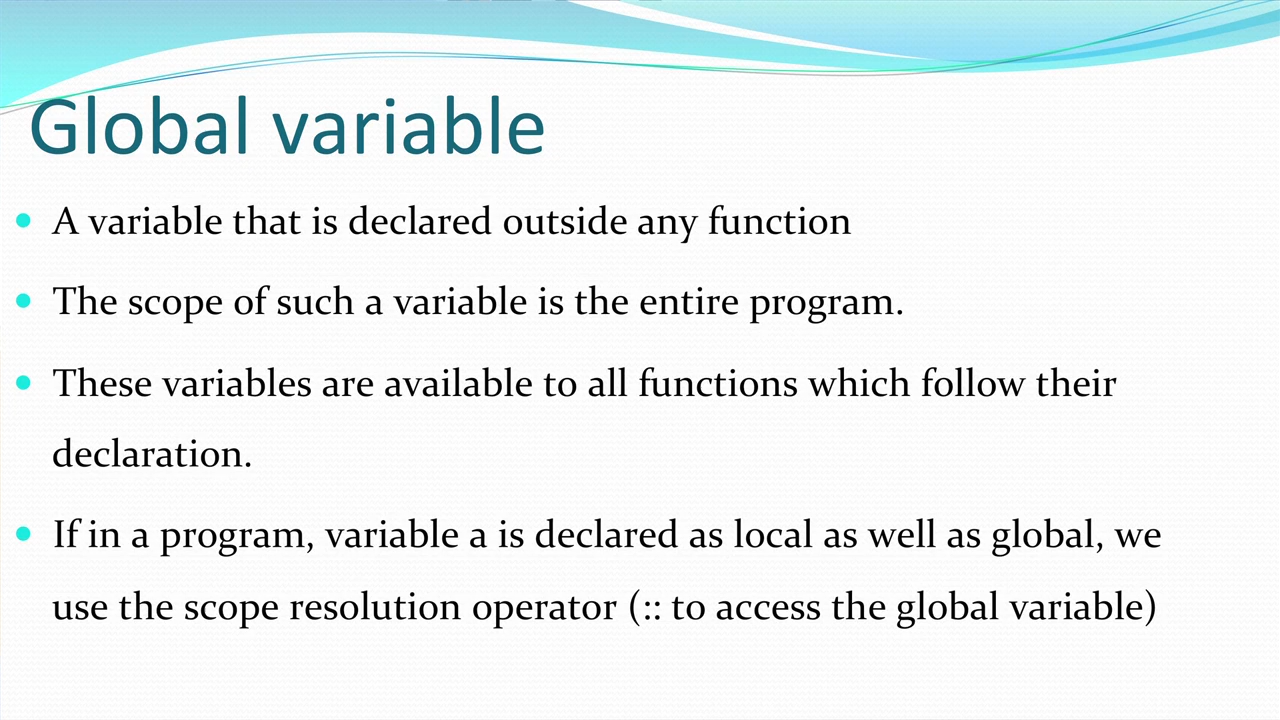 Global variable
• A variable that is declared outside any function
• The scope of such a variable is the entire program.
• These variables are available to all functions which follow their
declaration.
• If in a program, variable a is declared as local as well as global, we
use the scope resolution operator (:: to access the global variable)